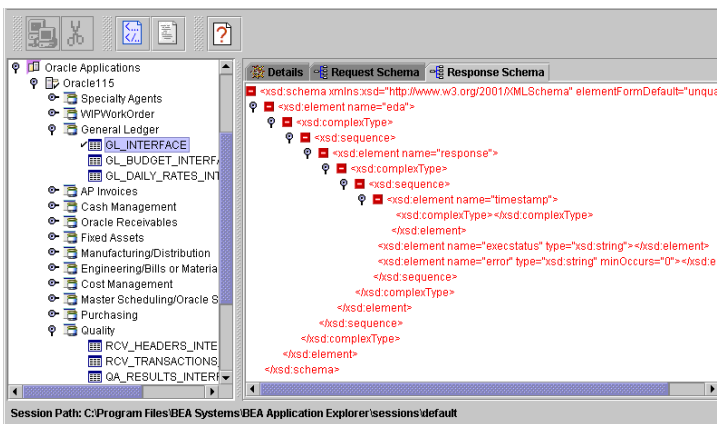 Oracle Applications
Oracle115
Specialty Agents
WIPWorkOrder
General Ledger
GL_INTERFACE
GL_BUDGET_INTERF
GL_DAILY_RATES_INT
AP Invoices
Cash Management
Oracle Receivables
Fixed Assets
Manufacturing/Distribution
Engineering/Bills or Materia
Cost Management
Master Scheduling/Oracle S
Purchasing
Quality
RCV_HEADERS_INTE
RCV_TRANSACTIONS
QA_RESULTS_INTERF
Details Request Schema Response Schema
<xsd:schema xmlns:xsd="http://www.w3.org/2001/XMLSchema" elementFormDefault="unqua
<xsd:element name="eda">
<xsd:complexType>
<xsd:sequence>
<xsd:element name="response">
<xsd:complexType>
<xsd:sequence>
<xsd:element name="timestamp">
<xsd:complexType></xsd:complexType>
</xsd:element>
<xsd:element name="execstatus" type="xsd:string"></xsd:element>
<xsd:element name="error" type="xsd:string" minOccurs="0"></xsd:e
</xsd:sequence>
</xsd:complexType>
</xsd:element>
</xsd:sequence>
</xsd:complexType>
</xsd:element>
</xsd:schema>
Session Path: C:\Program Files\BEA Systems\BEA Application Explorer\sessions\default